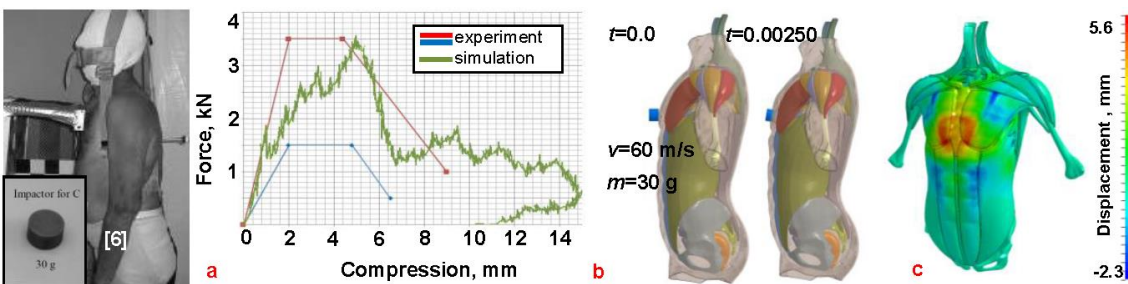 Impactor for C
30 g
[6]
a
Force, kN
4
3
2
1
0
2
4
6
8
10
12
14
Compression, mm
experiment
simulation
b
t=0.0
t=0.00250
v=60 m/s
m=30 g
c
Displacement , mm
5.6
-2.3